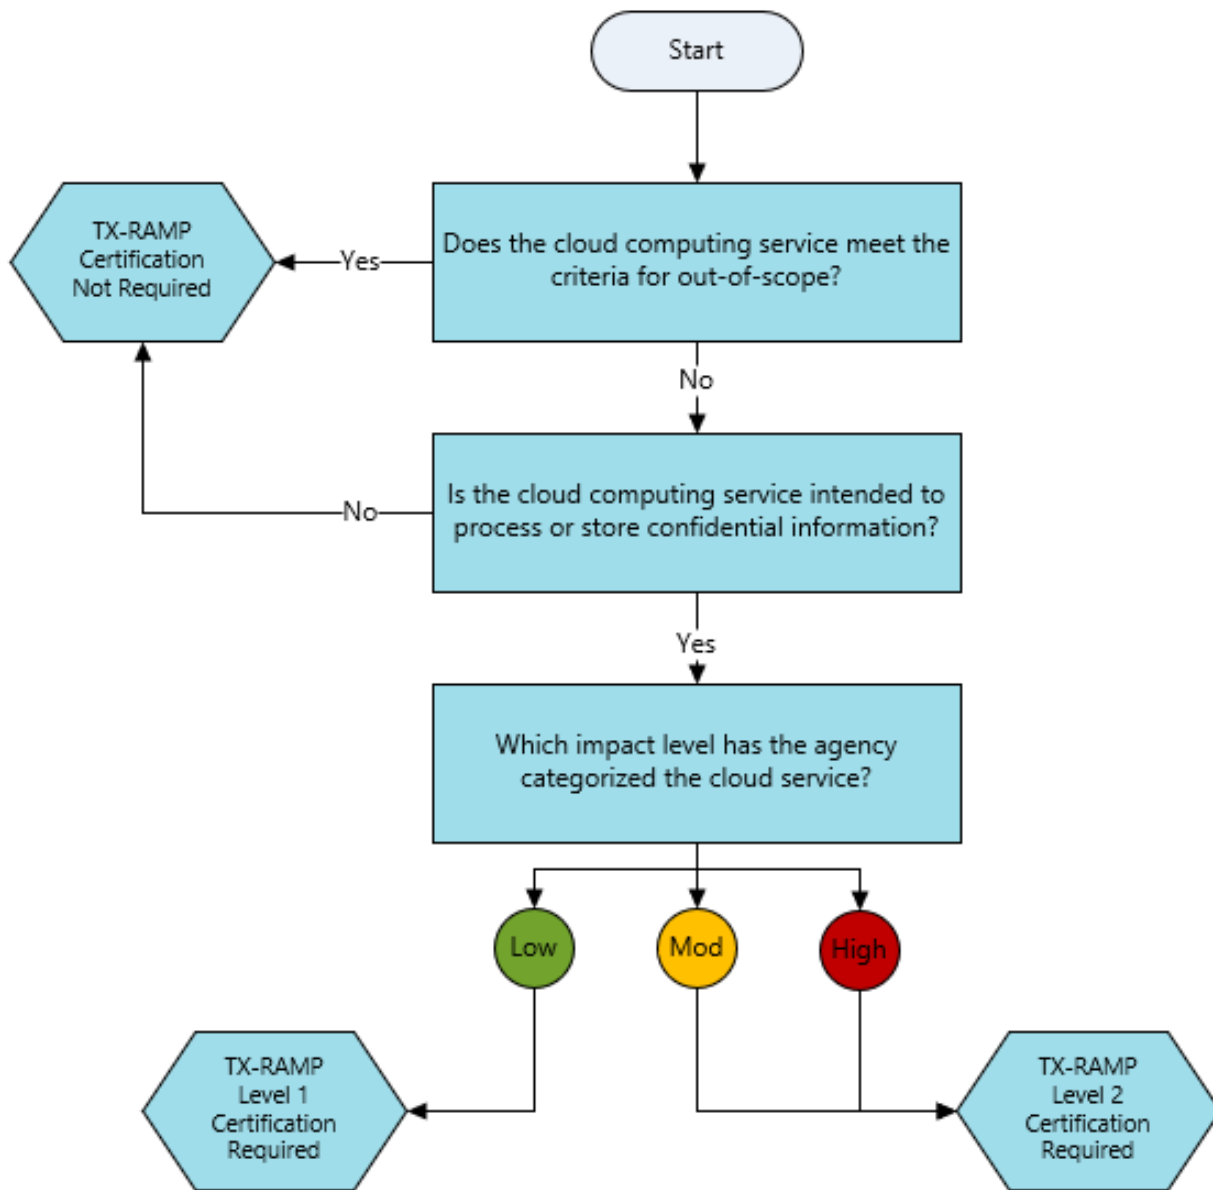 Start
Does the cloud computing service meet the
criteria for out-of-scope?
Yes
TX-RAMP
Certification
Not Required
No
Is the cloud computing service intended to
process or store confidential information?
No
Yes
Which impact level has the agency
categorized the cloud service?
Low
Mod
High
TX-RAMP
Level 1
Certification
Required
TX-RAMP
Level 2
Certification
Required